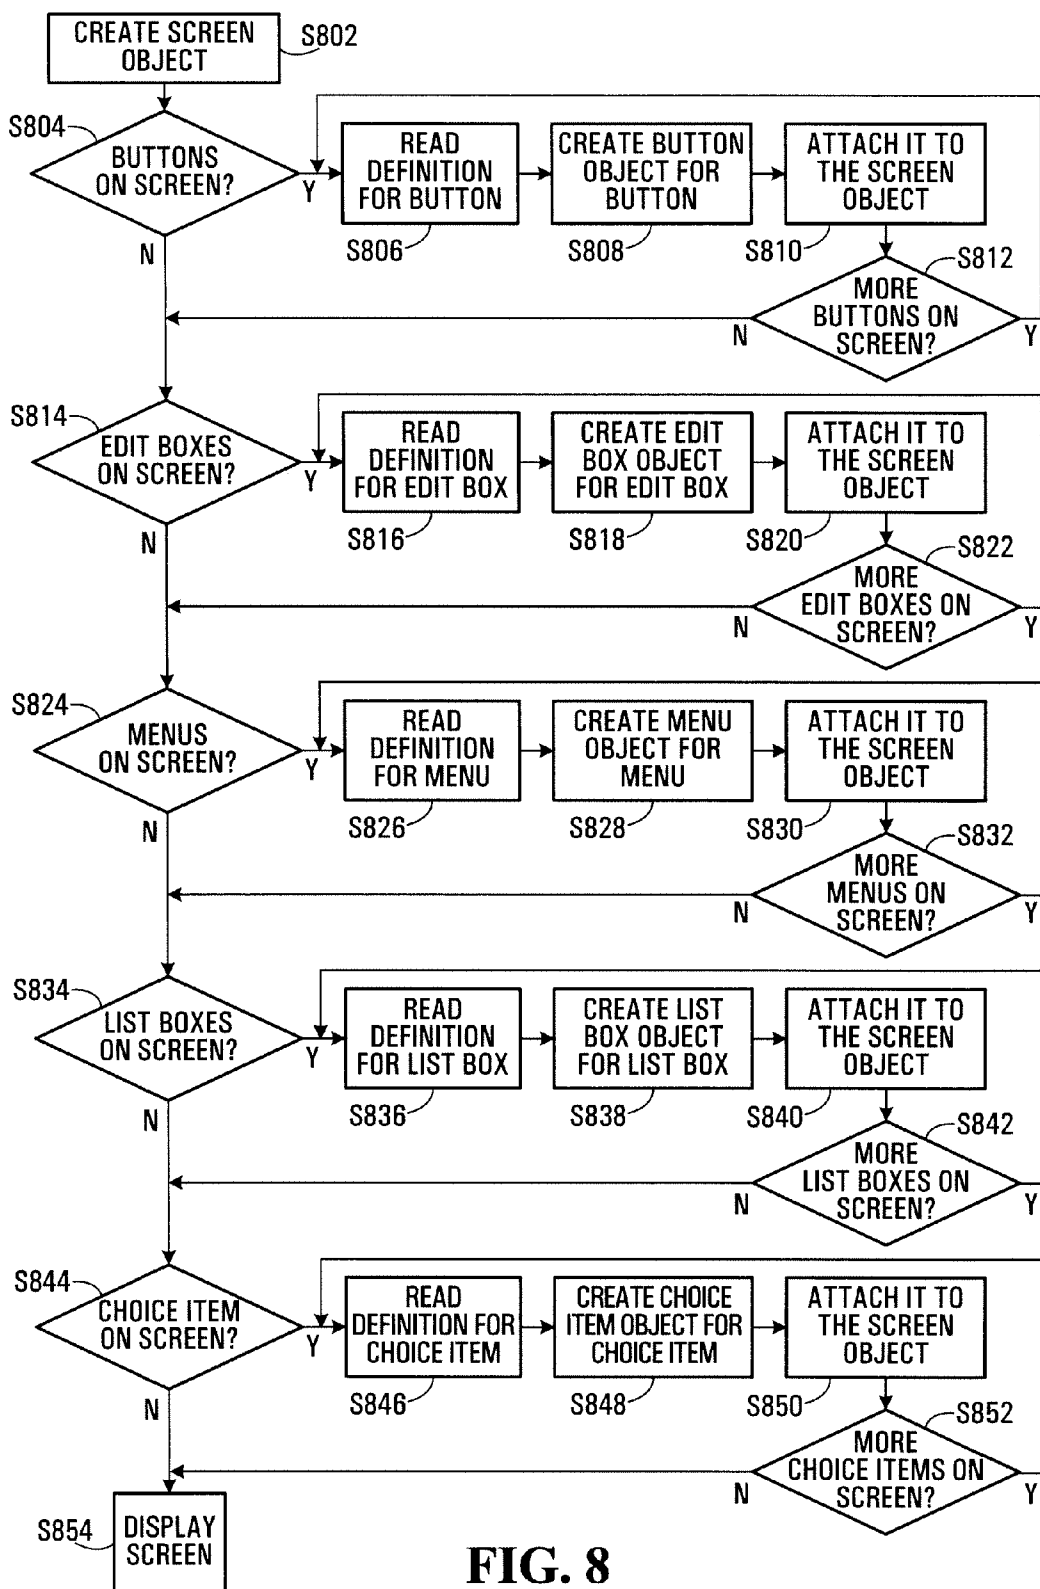 CREATE SCREEN
OBJECT
S802
S804
BUTTONS
ON SCREEN?
Y
N
READ
DEFINITION
FOR BUTTON
S806
CREATE BUTTON
OBJECT FOR
BUTTON
S808
ATTACH IT TO
THE SCREEN
OBJECT
S810
S812
MORE
BUTTONS ON
SCREEN?
N
Y
S814
EDIT BOXES
ON SCREEN?
Y
N
READ
DEFINITION
FOR EDIT BOX
S816
CREATE EDIT
BOX OBJECT
FOR EDIT BOX
S818
ATTACH IT TO
THE SCREEN
OBJECT
S820
S822
MORE
EDIT BOXES ON
SCREEN?
N
Y
S824
MENUS
ON SCREEN?
Y
N
READ
DEFINITION
FOR MENU
S826
CREATE MENU
OBJECT FOR
MENU
S828
ATTACH IT TO
THE SCREEN
OBJECT
S830
S832
MORE
MENUS ON
SCREEN?
N
Y
S834
LIST BOXES
ON SCREEN?
Y
N
READ
DEFINITION
FOR LIST BOX
S836
CREATE LIST
BOX OBJECT
FOR LIST BOX
S838
ATTACH IT TO
THE SCREEN
OBJECT
S840
S842
MORE
LIST BOXES ON
SCREEN?
N
Y
S844
CHOICE ITEM
ON SCREEN?
Y
N
READ
DEFINITION FOR
CHOICE ITEM
S846
CREATE CHOICE
ITEM OBJECT FOR
CHOICE ITEM
S848
ATTACH IT TO
THE SCREEN
OBJECT
S850
S852
MORE
CHOICE ITEMS ON
SCREEN?
N
Y
S854
DISPLAY
SCREEN
FIG. 8